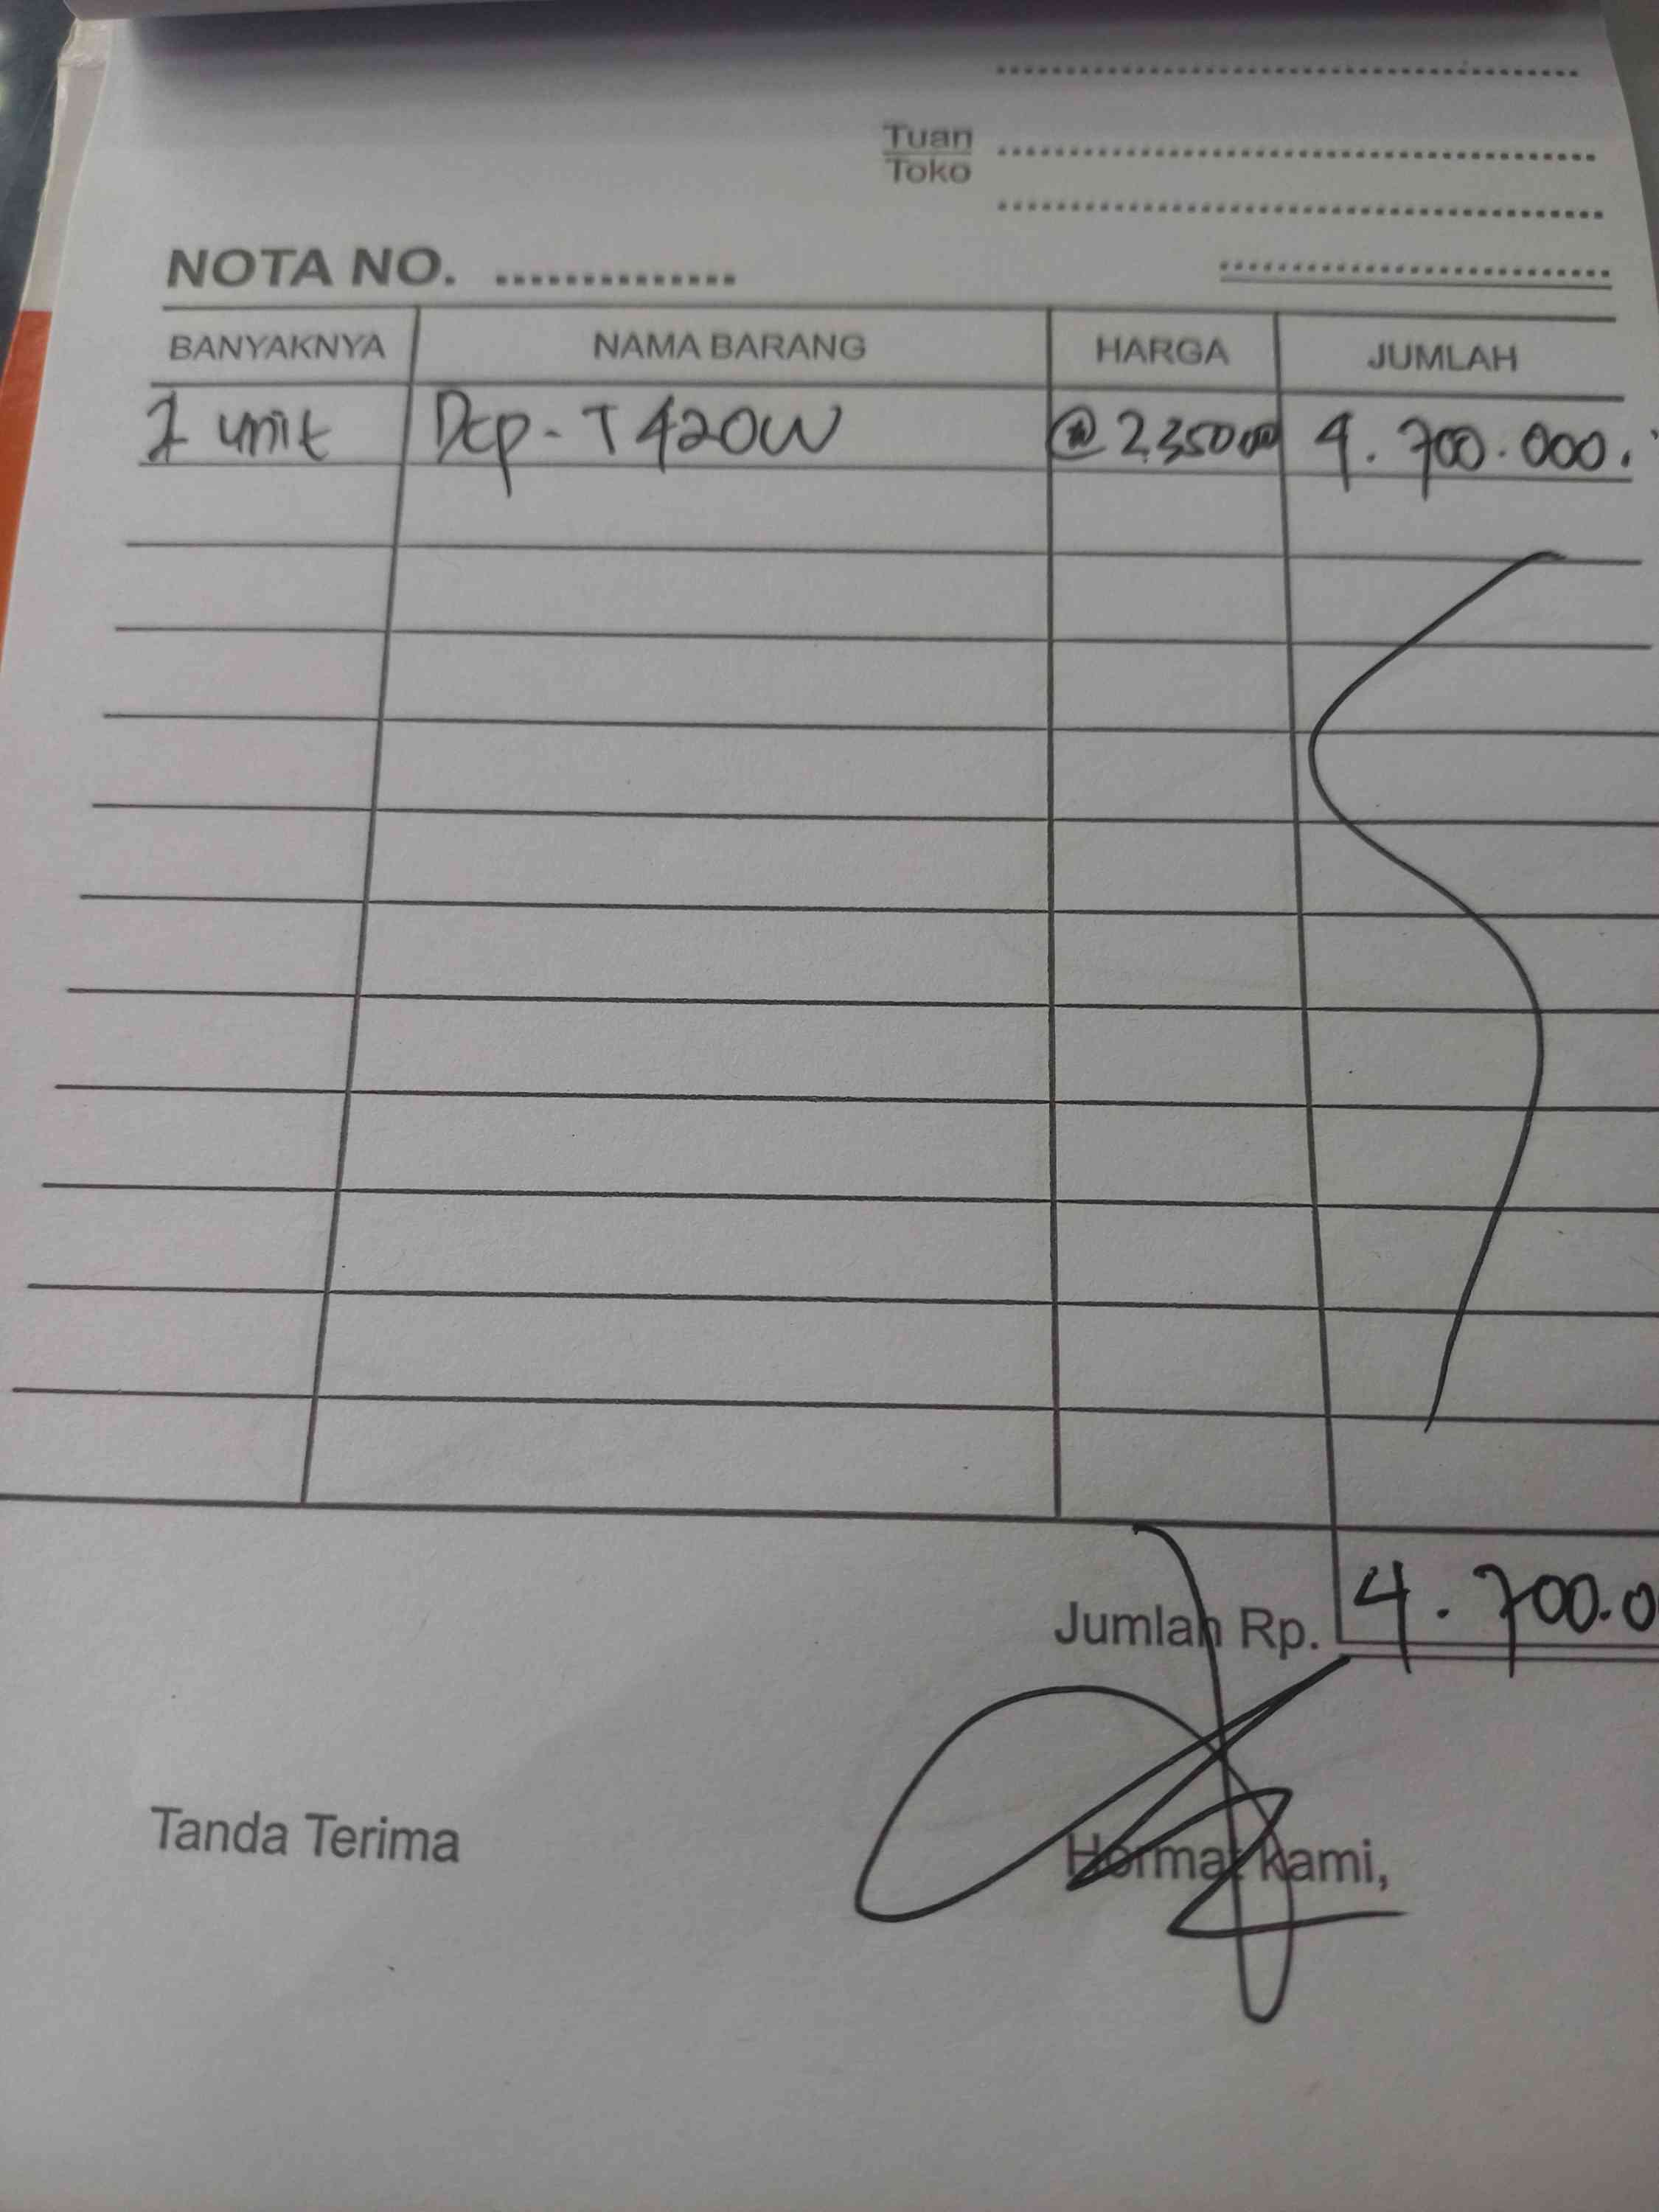 Tuan
Toko
NOTA NO.
BANYAKNYA NAMA BARANG HARGA JUMLAH
2 unit Dcp - T420W @ 2.350.000 4.700.000.
Jumlah Rp. 4.700.0
Tanda Terima Hormat kami,